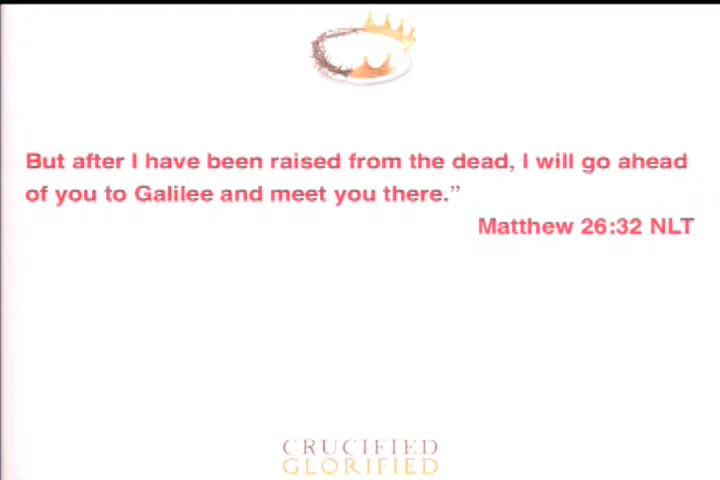 But after I have been raised from the dead, I will go ahead
of you to Galilee and meet you there.”
Matthew 26:32 NLT
CRUCIFIED
GLORIFIED